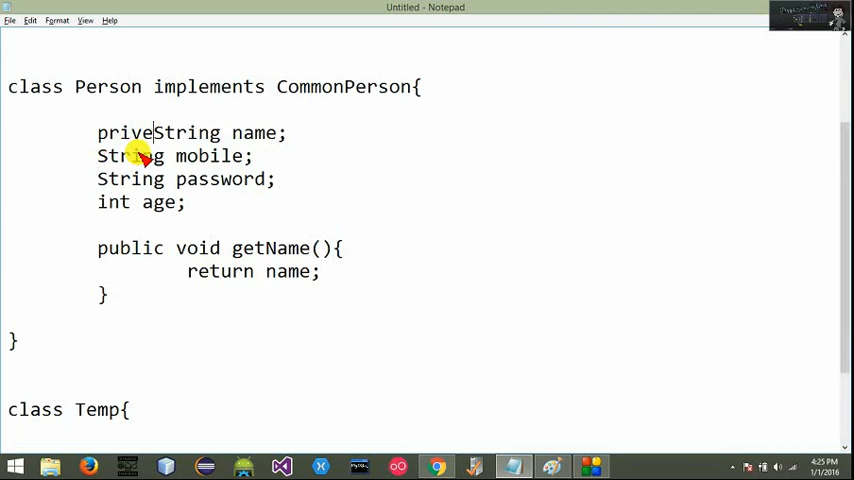 Untitled - Notepad
File Edit Format View Help
class Person implements CommonPerson{
priveString name;
String mobile;
String password;
int age;
public void getName(){
return name;
}
}
class Temp{
4:25 PM
1/1/2016